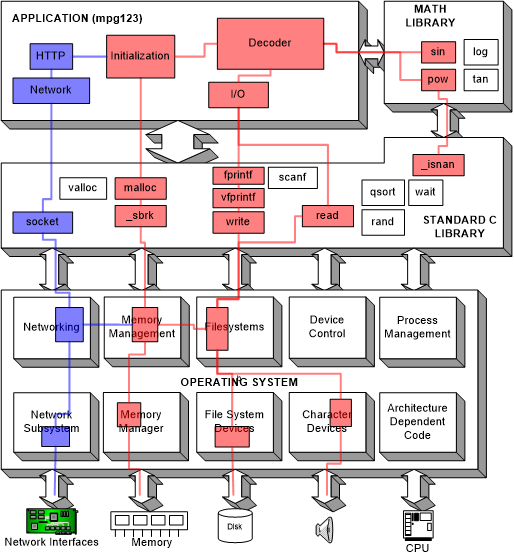 APPLICATION (mpg123)
HTTP
Initialization
Decoder
Network
I/O
MATH
LIBRARY
sin
log
pow
tan
valloc
malloc
_sbrk
socket
fprintf
scanf
vfprintf
write
read
_isnan
qsort
wait
rand
STANDARD C
LIBRARY
Networking
Memory
Management
Filesystems
Device
Control
Process
Management
OPERATING SYSTEM
Network
Subsystem
Memory
Manager
File System
Devices
Character
Devices
Architecture
Dependent
Code
Network Interfaces
Memory
Disk
CPU